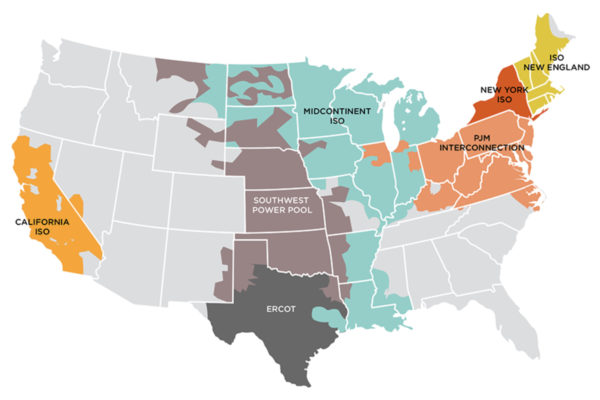 ISO
NEW ENGLAND
NEW YORK
ISO
MIDCONTINENT
ISO
PJM
INTERCONNECTION
SOUTHWEST
POWER POOL
CALIFORNIA
ISO
ERCOT